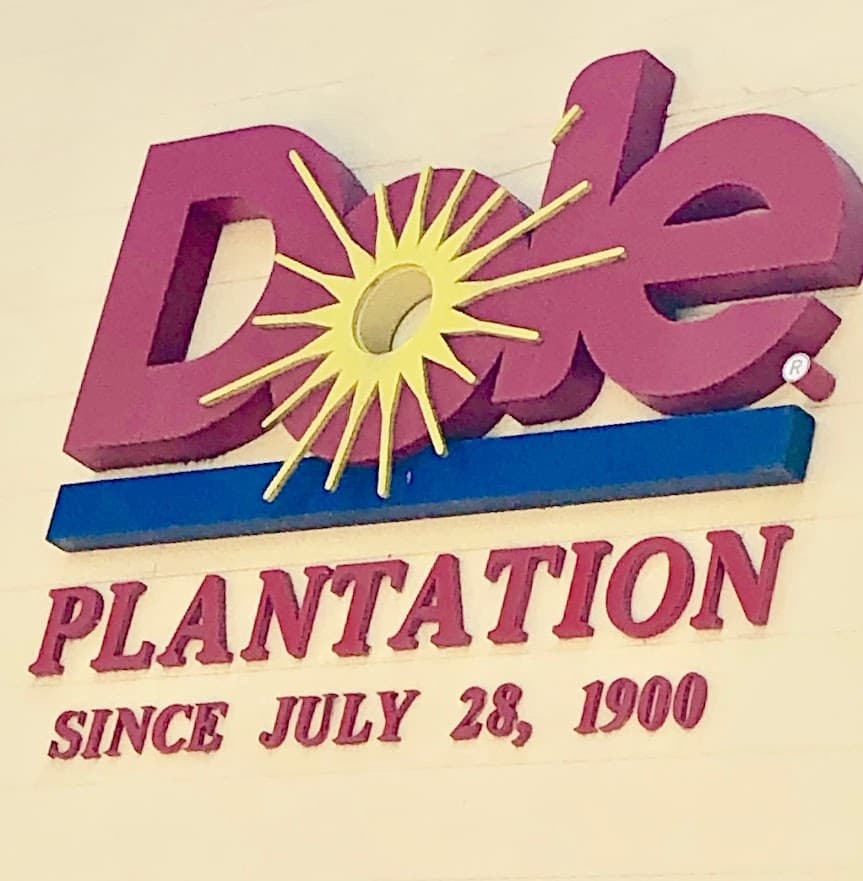 Dole®
PLANTATION
SINCE JULY 28, 1900